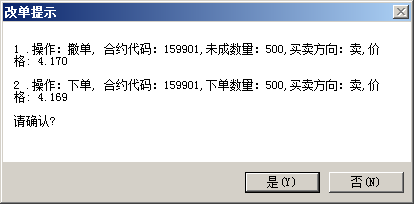 改单提示
1 .操作：撤单, 合约代码：159901,未成数量：500,买卖方向：卖,价
格：4.170
2 .操作：下单, 合约代码：159901,下单数量：500,买卖方向：卖,价
格：4.169
请确认?
是(Y)
否(N)